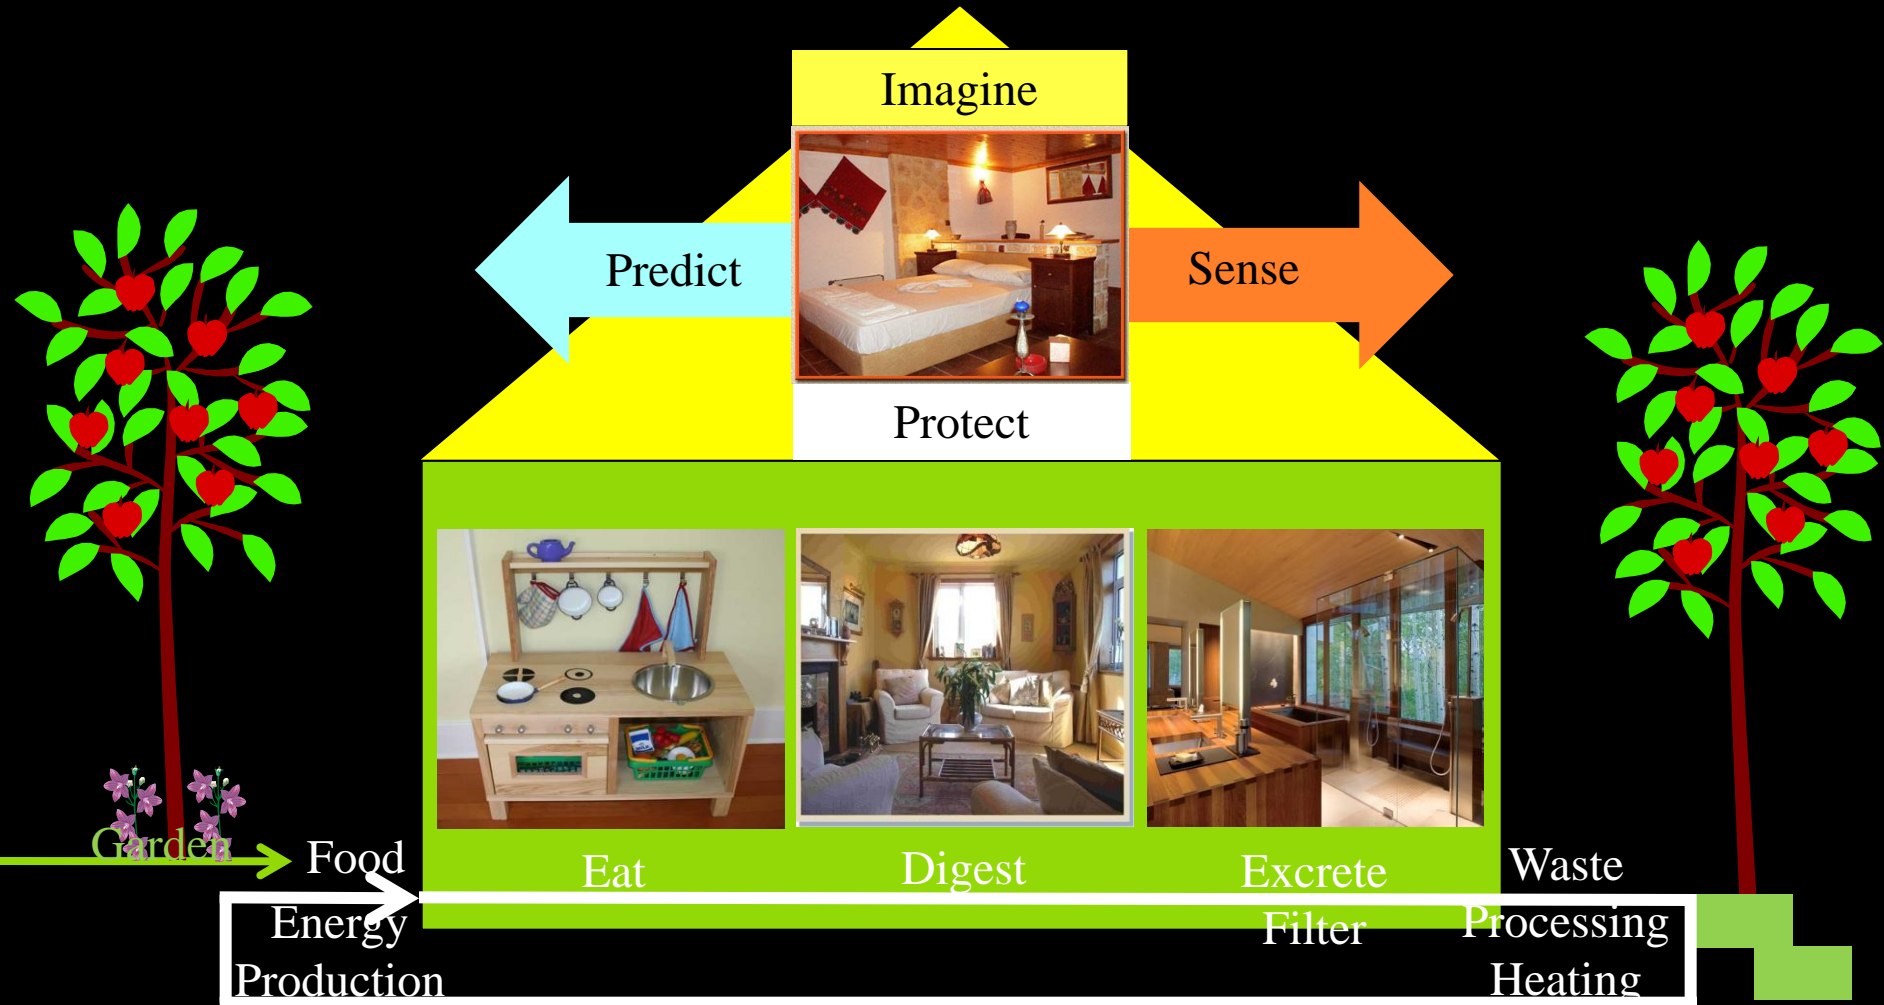 Imagine
Predict
Sense
Protect
Garden
Food
Eat
Digest
Excrete
Waste
Energy
Filter
Processing
Production
Heating